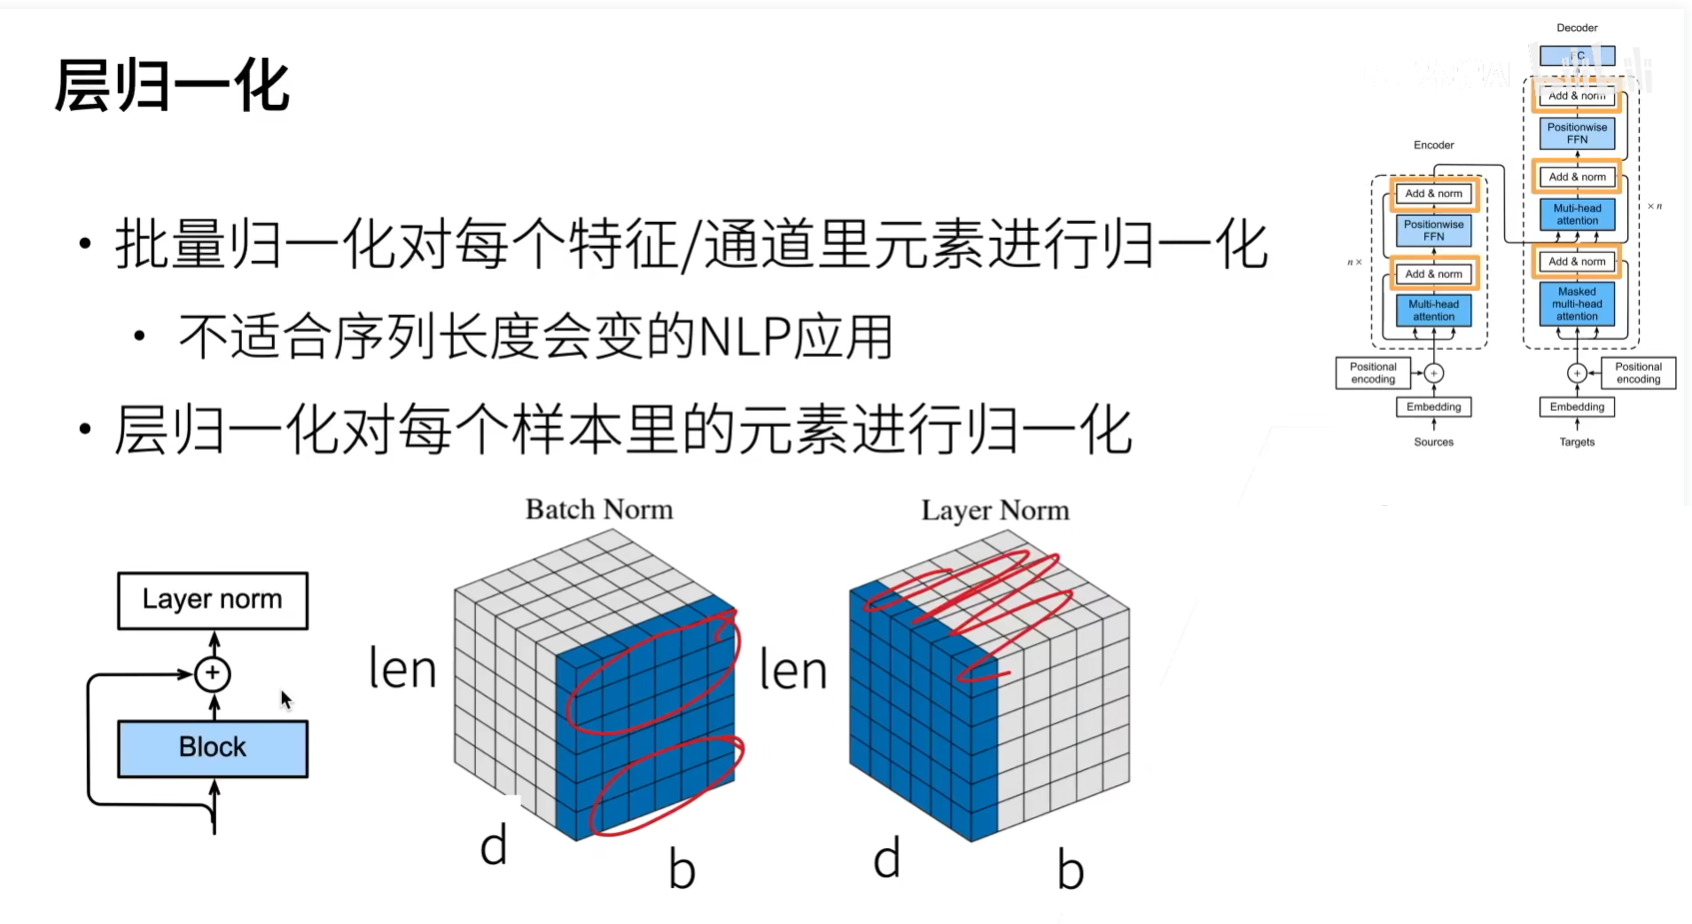 层归一化
• 批量归一化对每个特征/通道里元素进行归一化
• 不适合序列长度会变的NLP应用
• 层归一化对每个样本里的元素进行归一化
Decoder
Add & norm
Positionwise
FFN
Add & norm
Muti-head
attention
× n
Add & norm
Masked
multi-head
attention
Positional
encoding
+
Embedding
Targets
Encoder
Add & norm
Positionwise
FFN
n ×
Add & norm
Multi-head
attention
Positional
encoding
+
Embedding
Sources
Layer norm
+
Block
Batch Norm
len
d
b
Layer Norm
len
d
b